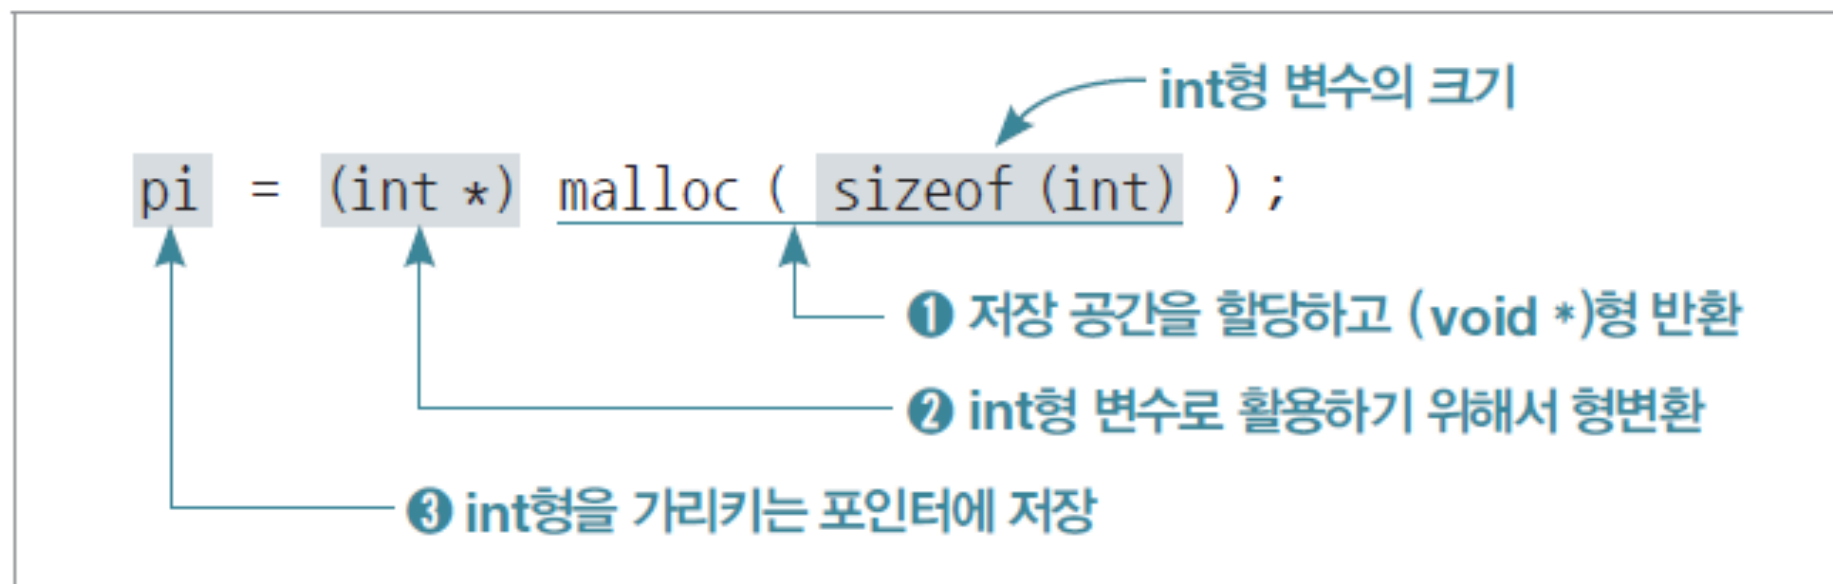 int형 변수의 크기
pi = (int *) malloc ( sizeof (int) ) ;
❶ 저장 공간을 할당하고 (void *)형 반환
❷ int형 변수로 활용하기 위해서 형변환
❸ int형을 가리키는 포인터에 저장